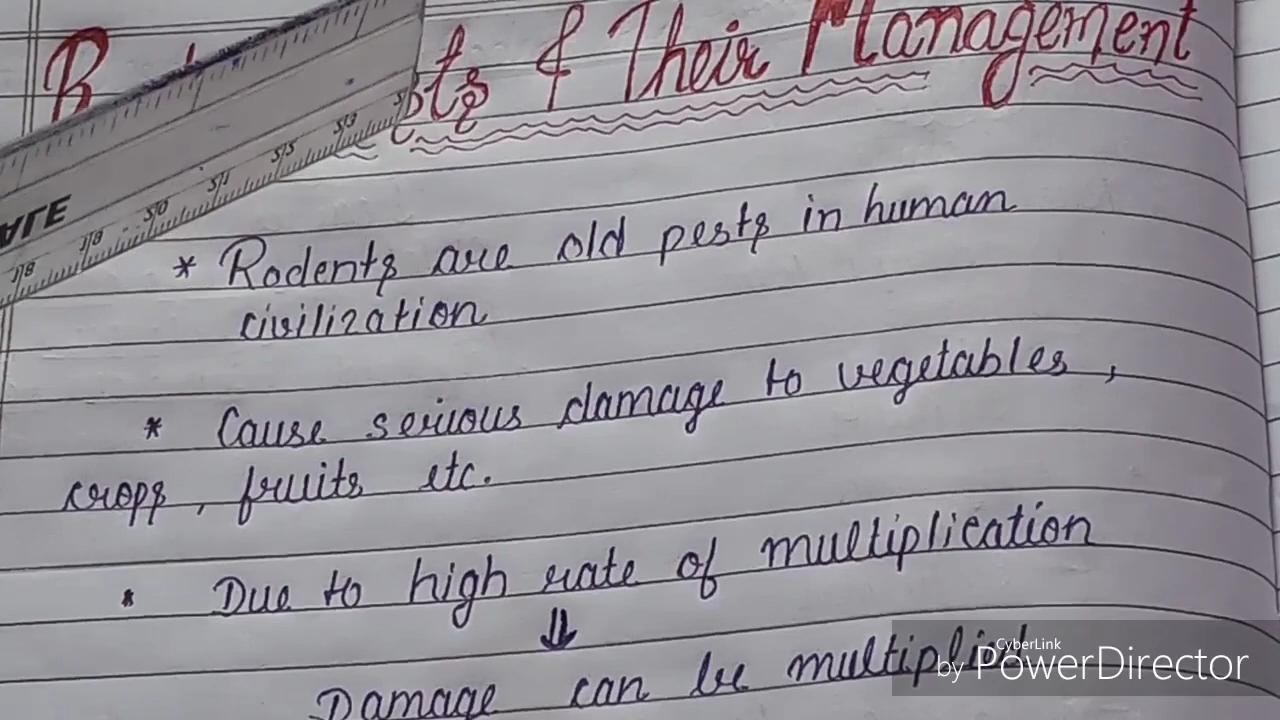 & Their Management
* Rodents are old pests in human
civilization
* Cause serious damage to vegetables,
crops, fruits etc.
* Due to high rate of multiplication
⇓
Damage can be multiplied
CyberLink
by PowerDirector